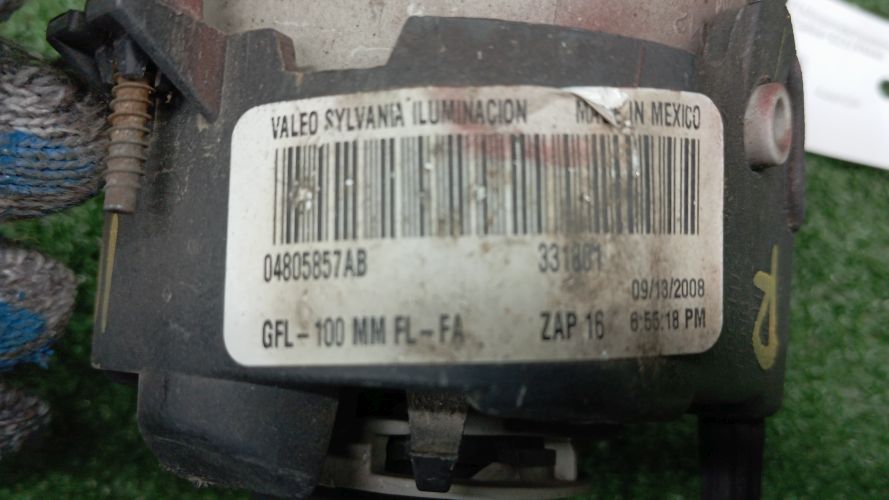 VALEO SYLVANIA ILUMINACION MADE IN MEXICO
04805857AB
09/13/2008
GFL-100 MM FL-FA ZAP 16 6:55:18 PM